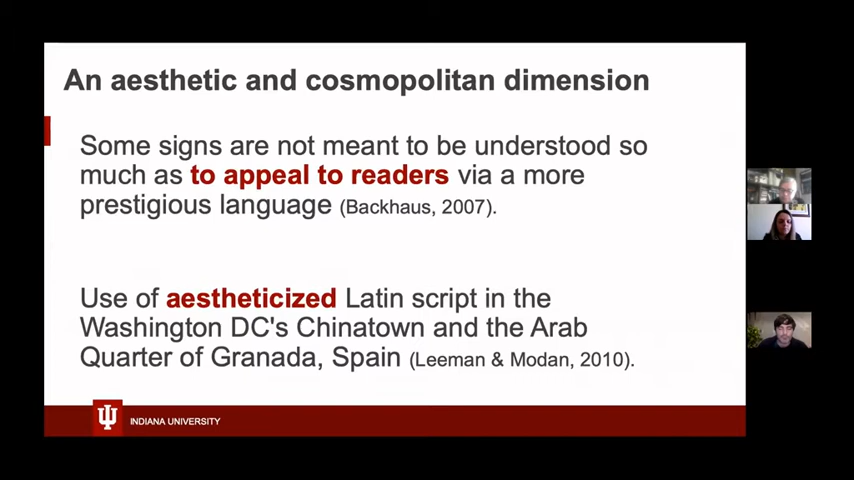 An aesthetic and cosmopolitan dimension
Some signs are not meant to be understood so
much as to appeal to readers via a more
prestigious language (Backhaus, 2007).
Use of aestheticized Latin script in the
Washington DC's Chinatown and the Arab
Quarter of Granada, Spain (Leeman & Modan, 2010).
INDIANA UNIVERSITY